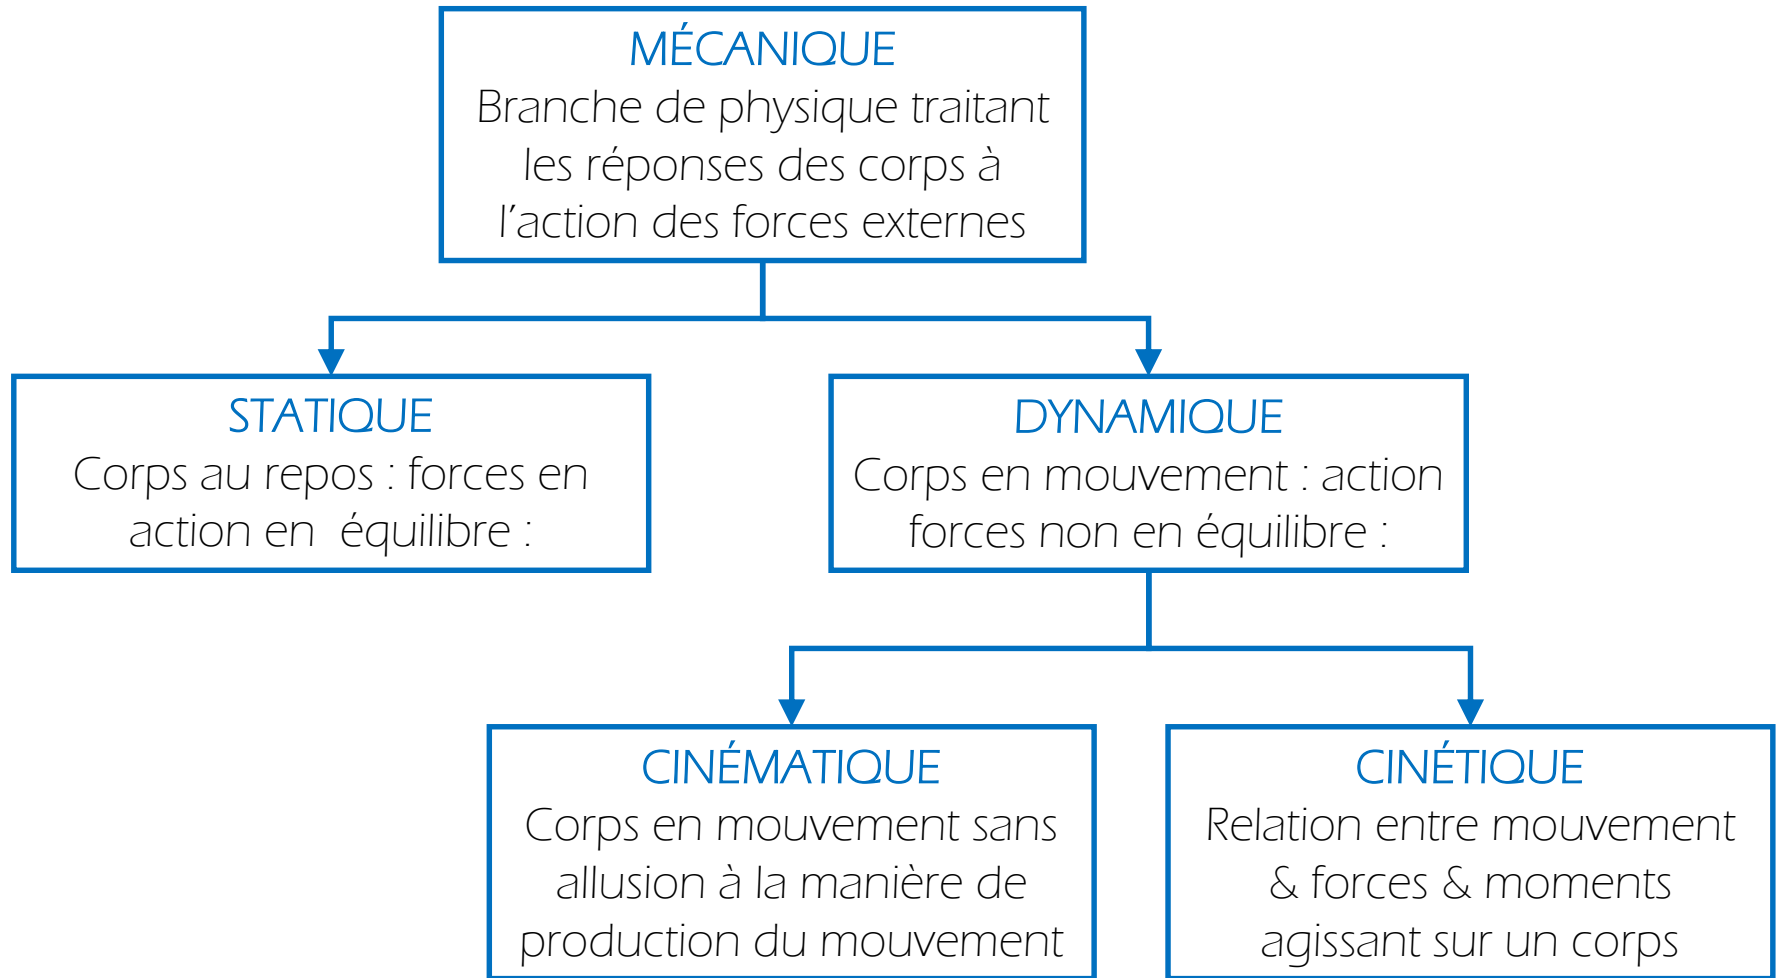 MÉCANIQUE
Branche de physique traitant
les réponses des corps à
l'action des forces externes
STATIQUE
Corps au repos : forces en
action en  équilibre :
DYNAMIQUE
Corps en mouvement : action
forces non en équilibre :
CINÉMATIQUE
Corps en mouvement sans
allusion à la manière de
production du mouvement
CINÉTIQUE
Relation entre mouvement
& forces & moments
agissant sur un corps